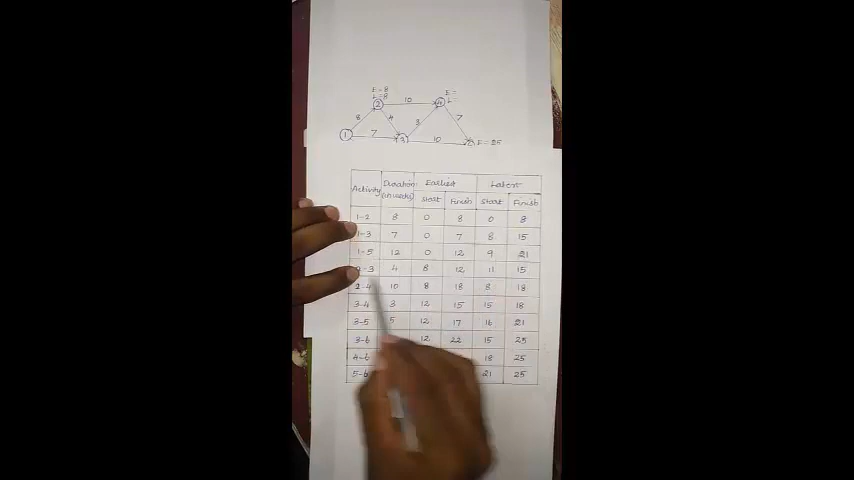 E=8
L=8
E=
L=
2
10
4
8
4
3
7
1
7
3
10
E=25
Activity Duration (in weeks) Earliest Latest
Start Finish Start Finish
1-2 8 0 8 0 8
1-3 7 0 7 8 15
1-5 12 0 12 9 21
2-3 4 8 12 11 15
2-4 10 8 18 8 18
3-4 3 12 15 15 18
3-5 5 12 17 16 21
3-6 12 22 15 25
4-6 18 25
5-6 21 25